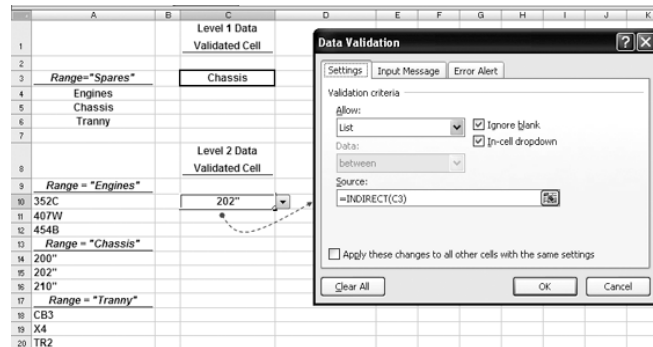 A B C D E F G H I J K
Level 1 Data
1 Validated Cell
2
3 Range="Spares" Chassis
4 Engines
5 Chassis
6 Tranny
7
Level 2 Data
8 Validated Cell
9 Range = "Engines"
10 352C 202"
11 407W
12 454B
13 Range = "Chassis"
14 200"
15 202"
16 210"
17 Range = "Tranny"
18 CB3
19 X4
20 TR2
Data Validation
Settings Input Message Error Alert
Validation criteria
Allow:
List Ignore blank
Data: In-cell dropdown
between
Source:
=INDIRECT(C3)
Apply these changes to all other cells with the same settings
Clear All OK Cancel